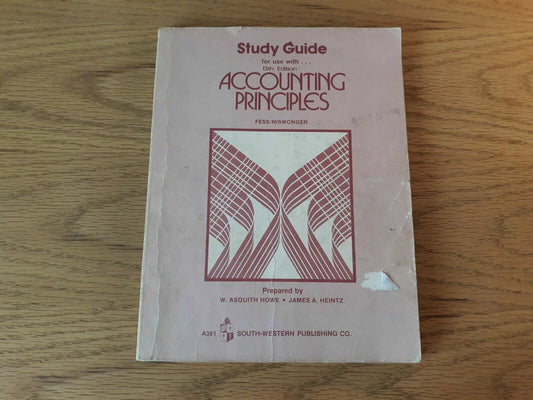 Study Guide
for use with . . .
13th Edition
ACCOUNTING
PRINCIPLES
FESS/NISWONGER
Prepared by
W. ASQUITH HOWE • JAMES A. HEINTZ
A381 SOUTH-WESTERN PUBLISHING CO.